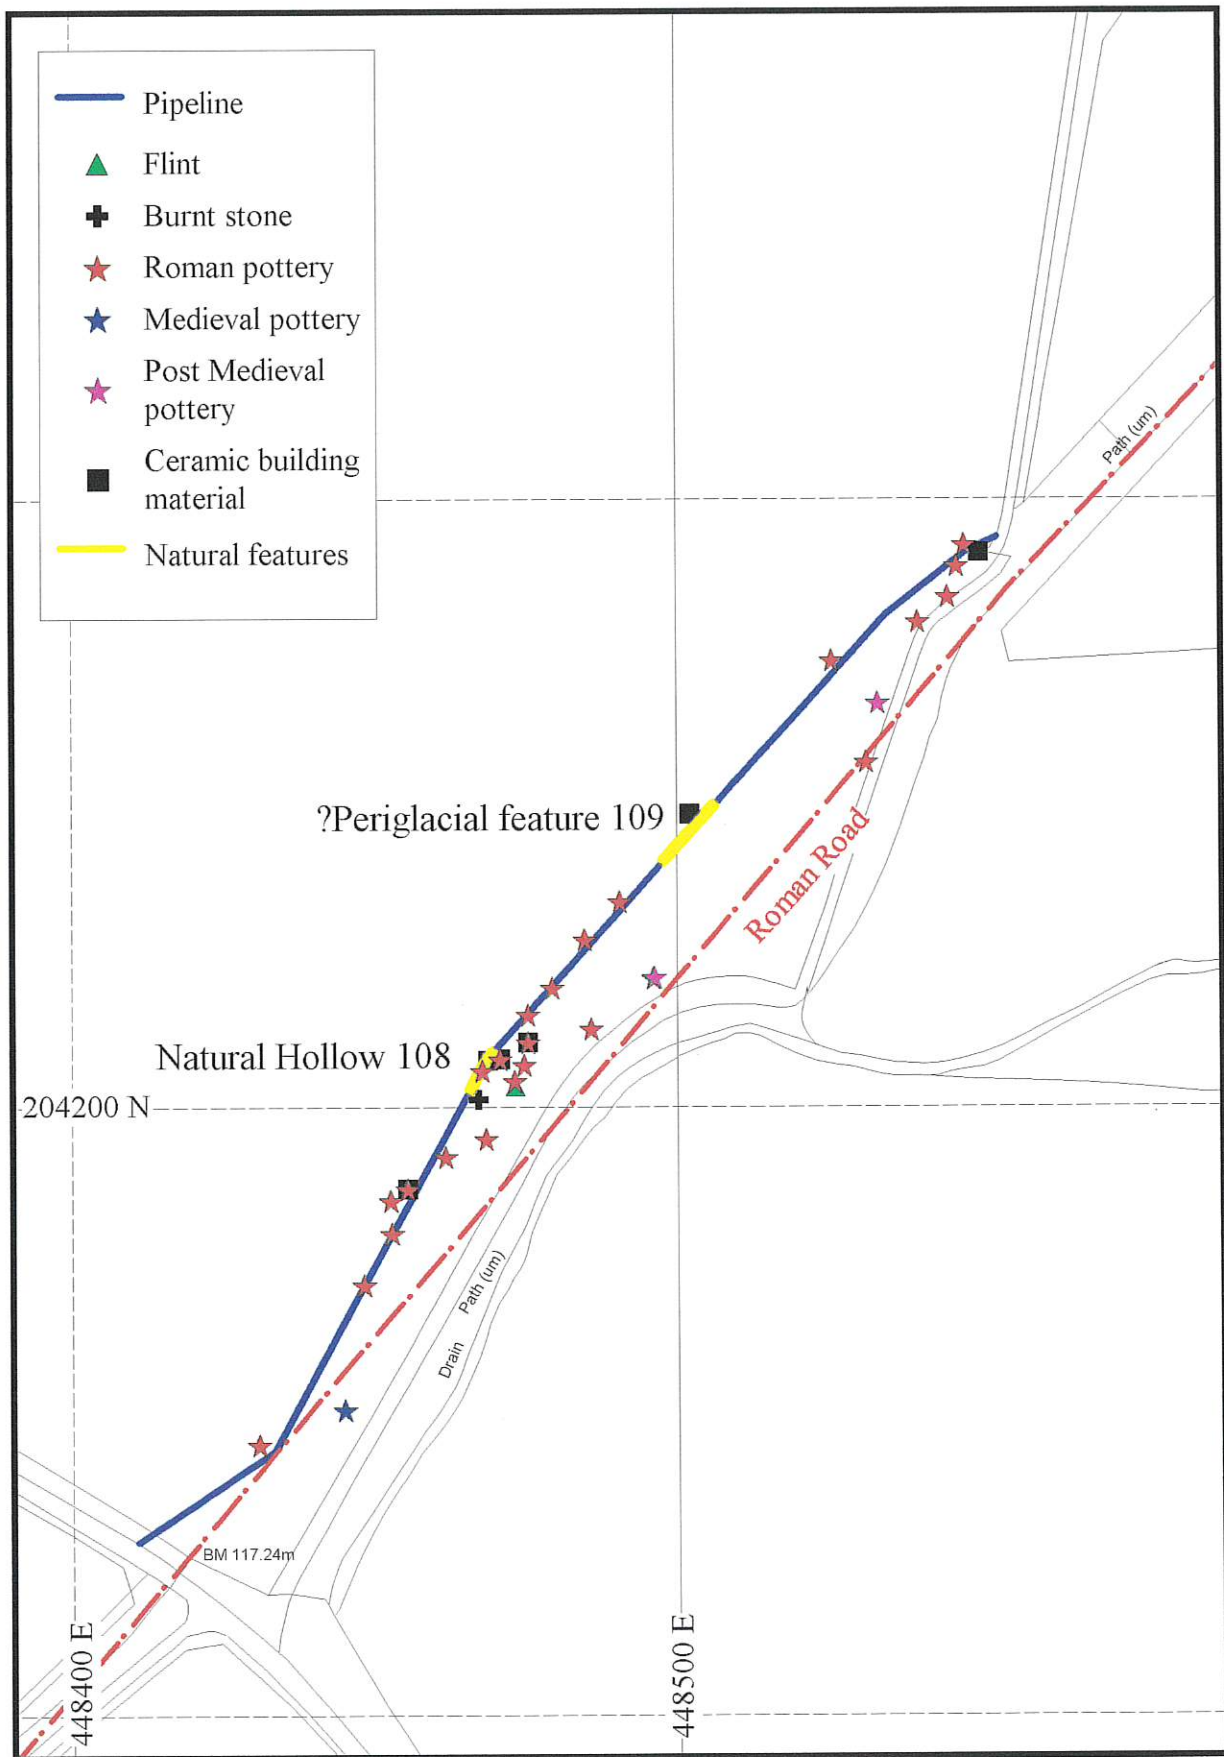 Pipeline
Flint
Burnt stone
Roman pottery
Medieval pottery
Post Medieval
pottery
Ceramic building
material
Natural features
Path (um)
?Periglacial feature 109
Roman Road
Natural Hollow 108
204200 N
Path (um)
Drain
BM 117.24m
448400 E
448500 E